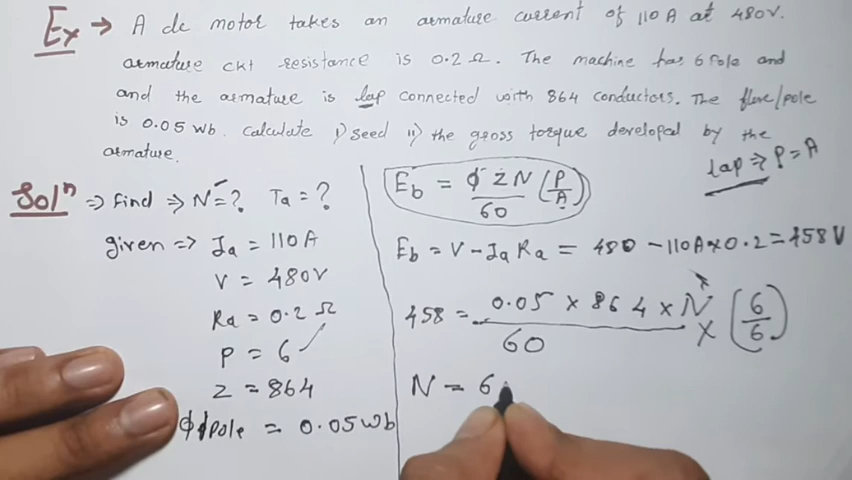 Ex → A dc motor takes an armature current of 110 A at 480V.
armature ckt resistance is 0.2 Ω. The machine has 6 Pole and
and the armature is lap connected with 864 conductors. The flux/pole
is 0.05 Wb. Calculate i) Seed ii) the gross torque developed by the
armature.
lap ⇒ P = A
Solⁿ ⇒ Find ⇒ N = ? Ta = ?
given ⇒ Ia = 110A
V = 480V
Ra = 0.2 Ω
P = 6
Z = 864
ϕ/pole = 0.05 Wb
Eb = ϕ Z N / 60 (P/A)
Eb = V - Ia Ra = 480 - 110A × 0.2 = 458 V
458 = 0.05 × 864 × N / 60 × (6/6)
N = 6